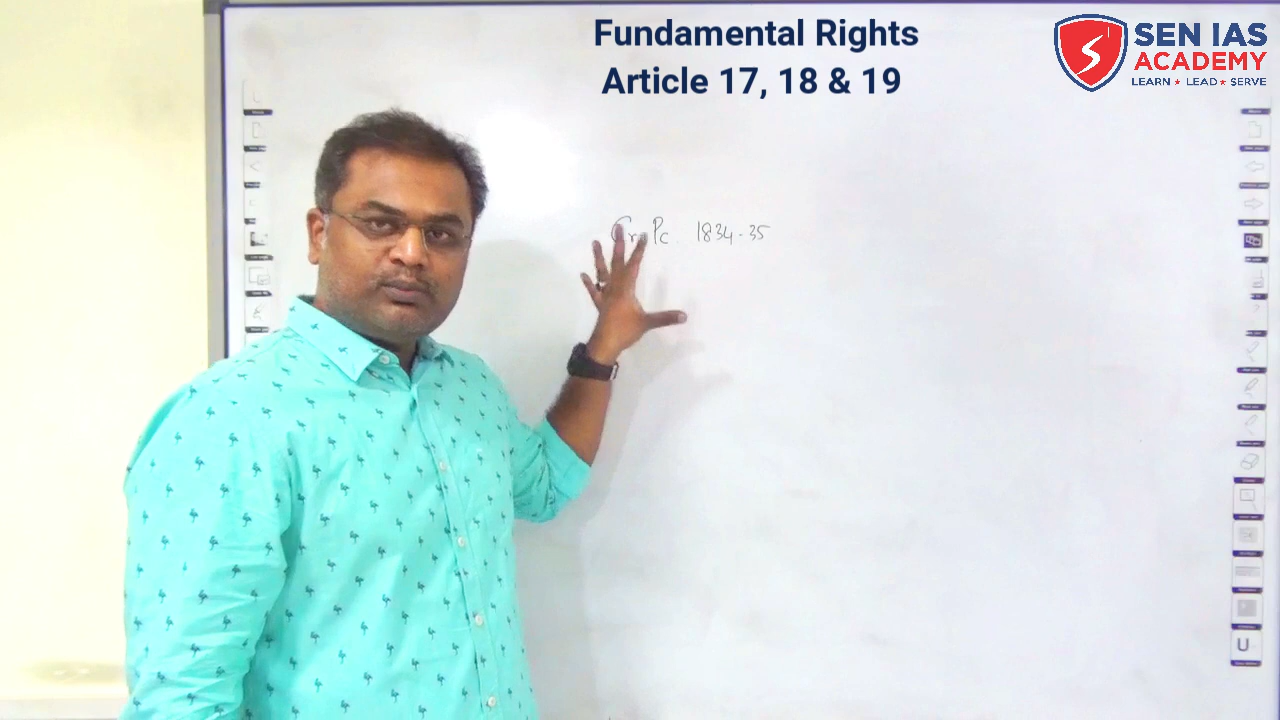 Fundamental Rights
Article 17, 18 & 19
SEN IAS
ACADEMY
LEARN ★ LEAD ★ SERVE
CrPc 1834-35
U